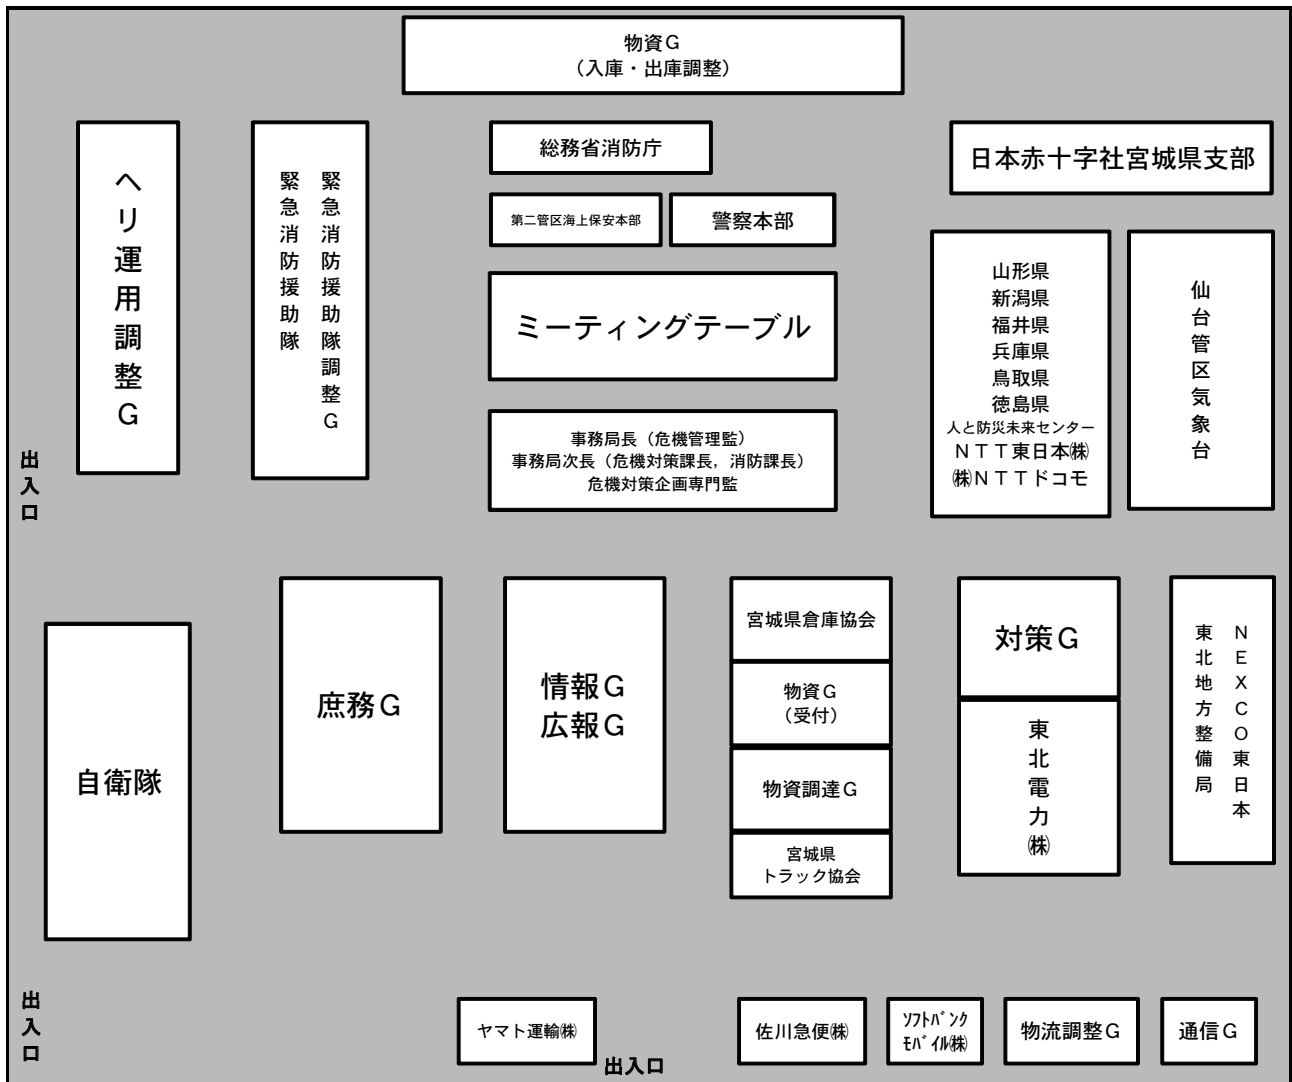 物資Ｇ
（入庫・出庫調整）
ヘリ運用調整Ｇ
緊急消防援助隊調整Ｇ
緊急消防援助隊
総務省消防庁
第二管区海上保安本部
警察本部
ミーティングテーブル
事務局長（危機管理監）
事務局次長（危機対策課長，消防課長）
危機対策企画専門監
日本赤十字社宮城県支部
山形県
新潟県
福井県
兵庫県
鳥取県
徳島県
人と防災未来センター
ＮＴＴ東日本㈱
㈱ＮＴＴドコモ
仙台管区気象台
出入口
自衛隊
庶務Ｇ
情報Ｇ
広報Ｇ
宮城県倉庫協会
物資Ｇ
（受付）
物資調達Ｇ
宮城県
トラック協会
対策Ｇ
東北電力㈱
ＮＥＸＣＯ東日本
東北地方整備局
出入口
ヤマト運輸㈱
出入口
佐川急便㈱
ｿﾌﾄﾊﾞﾝｸ
ﾓﾊﾞｲﾙ㈱
物流調整Ｇ
通信Ｇ